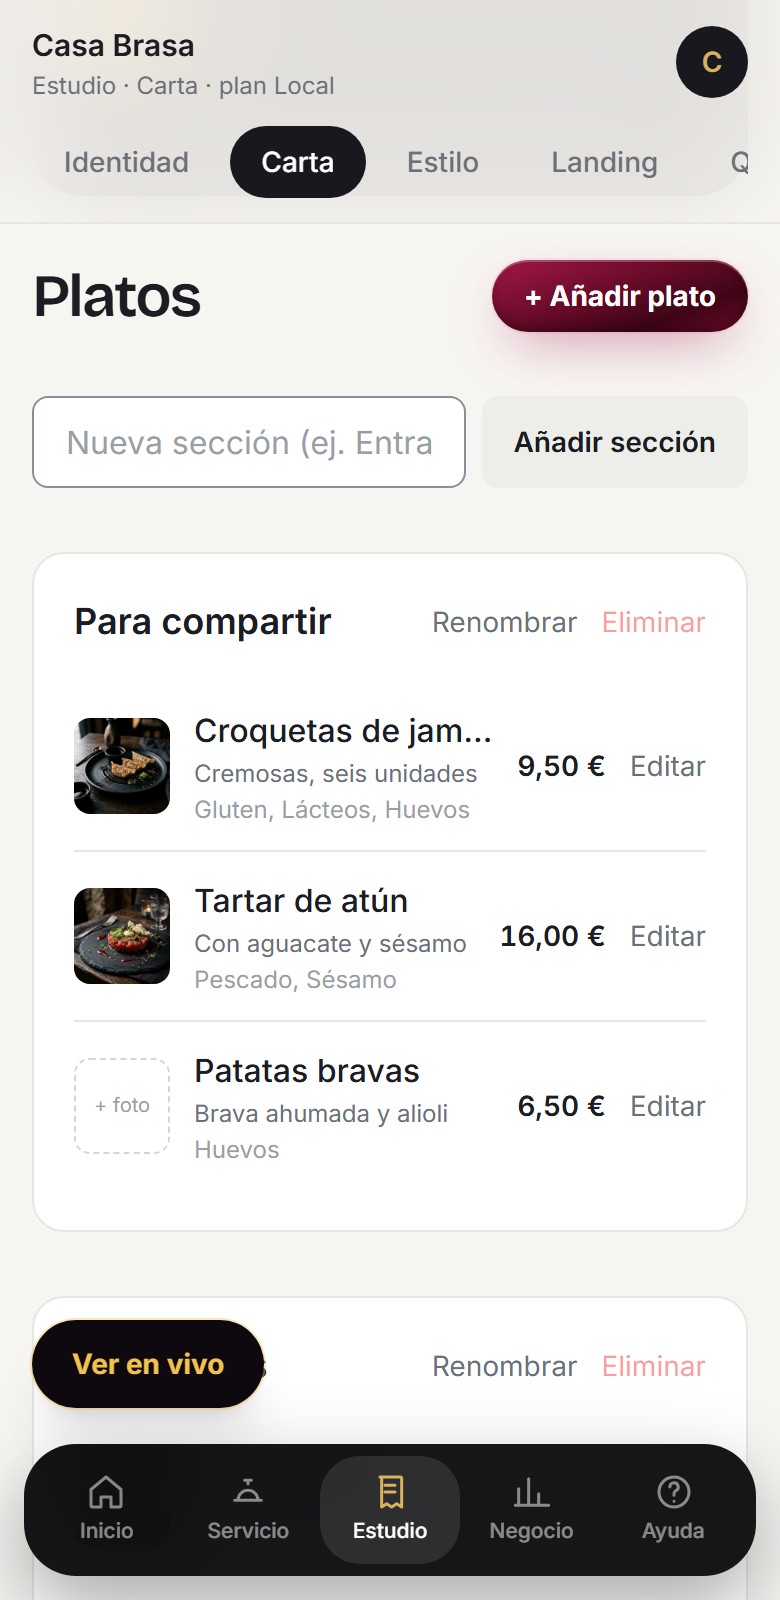 Casa Brasa
Estudio · Carta · plan Local
C
Identidad Carta Estilo Landing
Platos
+ Añadir plato
Nueva sección (ej. Entra
Añadir sección
Para compartir
Renombrar Eliminar
Croquetas de jam...
Cremosas, seis unidades
Gluten, Lácteos, Huevos
9,50 € Editar
Tartar de atún
Con aguacate y sésamo
Pescado, Sésamo
16,00 € Editar
+ foto
Patatas bravas
Brava ahumada y alioli
Huevos
6,50 € Editar
Ver en vivo
Renombrar Eliminar
Inicio Servicio Estudio Negocio Ayuda